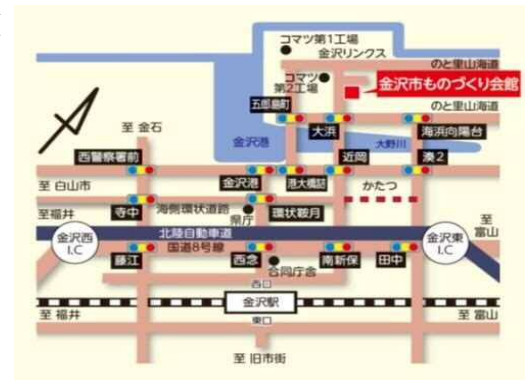 コマツ第1工場
金沢リンクス
のと里山海道
コマツ
第2工場
金沢市ものづくり会館
五郎島町
のと里山海道
大浜
海浜向陽台
至 金石
金沢港
大野川
西警察署前
金沢港
港大橋詰
近岡
湊2
至 白山市
かたつ
海側環状道路
至福井
寺中
県庁
環状鞍月
至
富山
金沢西
I.C
北陸自動車道
金沢東
I.C
国道8号線
藤江
西念
南新保
田中
合同庁舎
西口
金沢駅
至 福井
東口
至 富山
至 旧市街